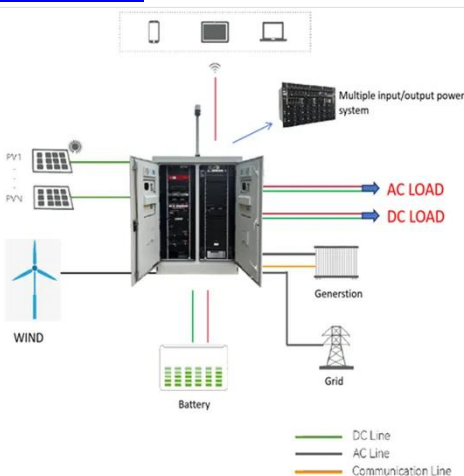 Multiple input/output power
system
PV1
PVN
AC LOAD
DC LOAD
WIND
Generstion
Grid
Battery
DC Line
AC Line
Communication Line